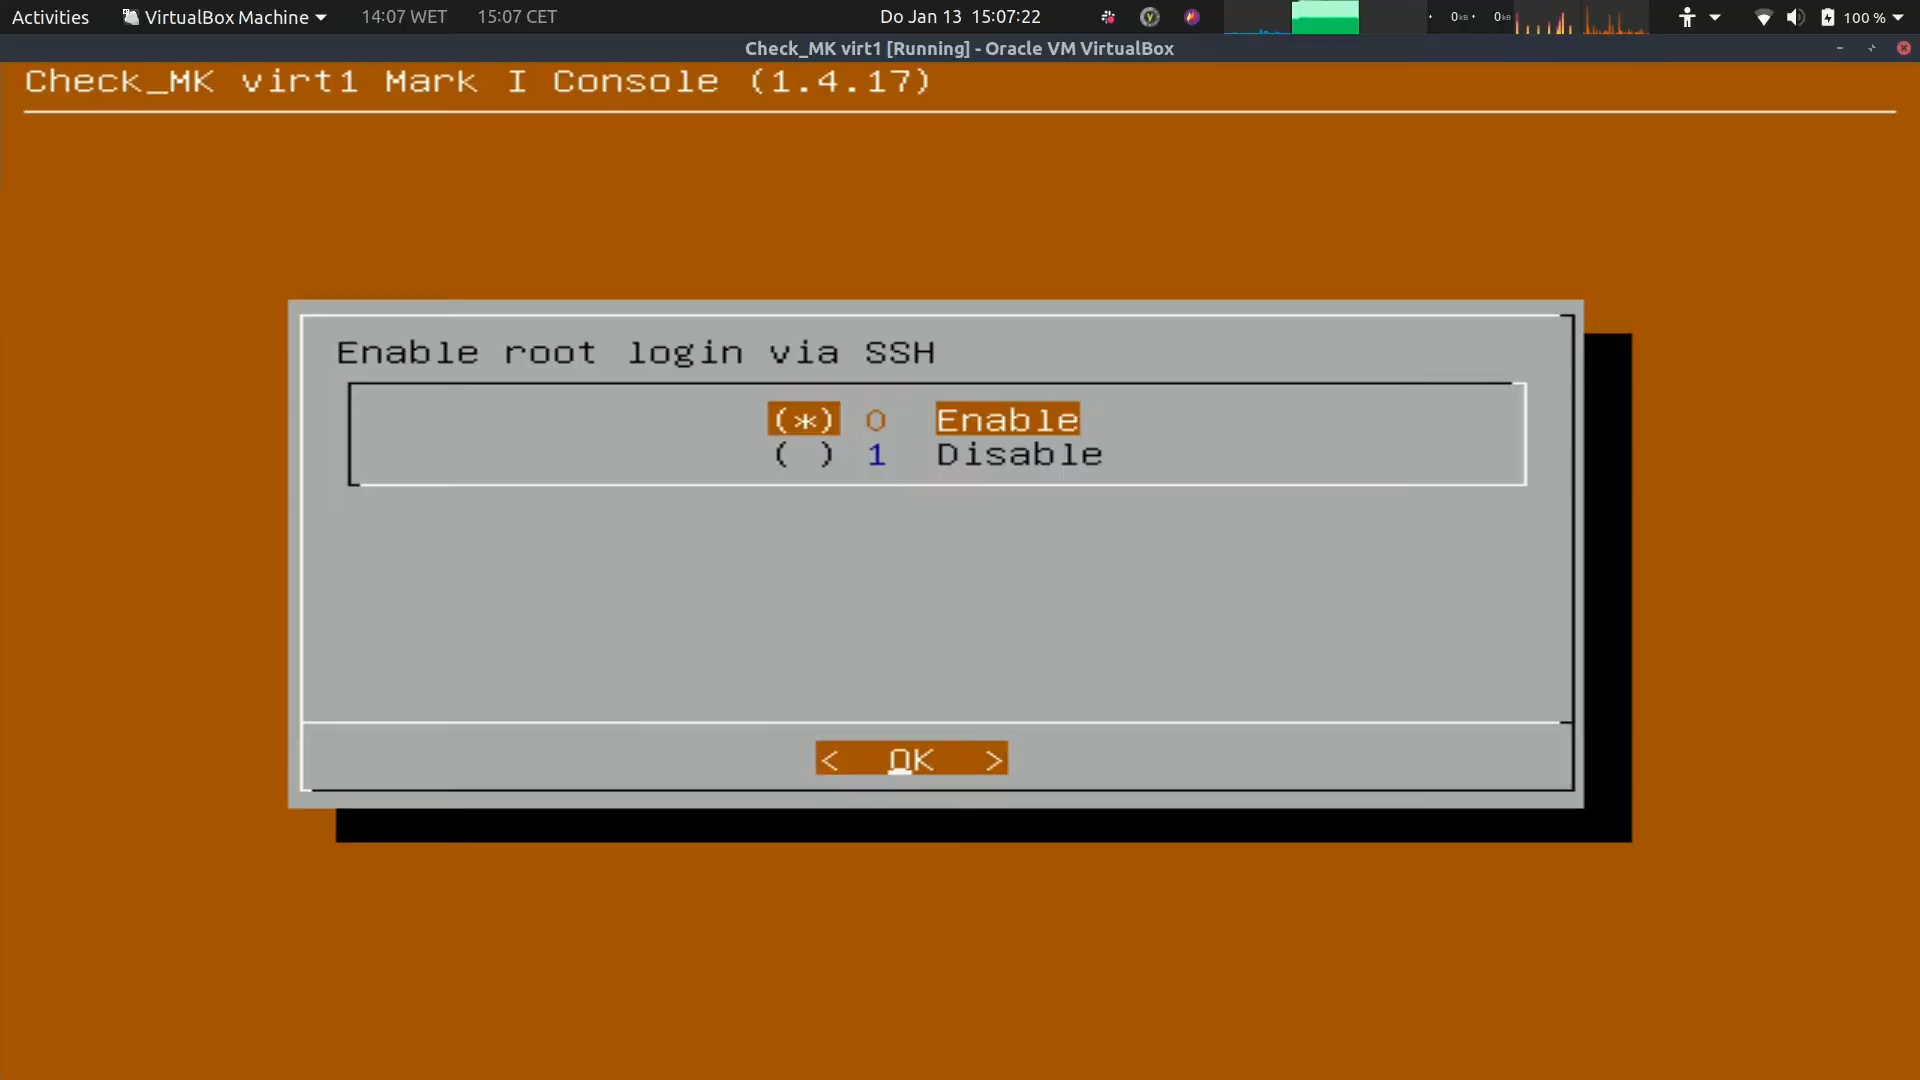 Activities VirtualBox Machine 14:07 WET 15:07 CET Do Jan 13 15:07:22 0kB 0kB 100 %
Check_MK virt1 [Running] - Oracle VM VirtualBox
Check_MK virt1 Mark I Console (1.4.17)
Enable root login via SSH
(*) 0 Enable
( ) 1 Disable
< OK >